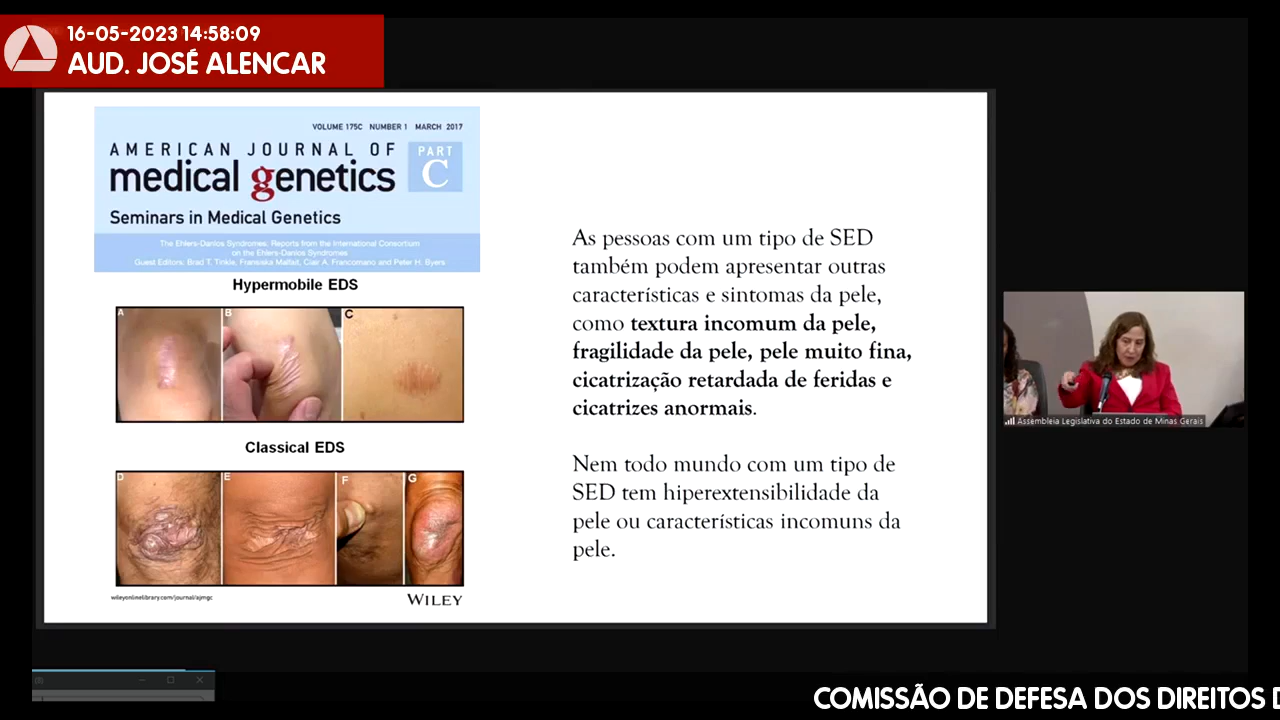 16-05-2023 14:58:09
AUD. JOSÉ ALENCAR
VOLUME 175C NUMBER 1 MARCH 2017
AMERICAN JOURNAL OF
medical genetics
PART
C
Seminars in Medical Genetics
The Ehlers-Danlos Syndromes: Reports from the International Consortium
on the Ehlers-Danlos Syndromes
Guest Editors: Brad T. Tinkle, Fransiska Malfait, Clair A. Francomano and Peter H. Byers
Hypermobile EDS
A
B
C
Classical EDS
D
E
F
G
wileyonlinelibrary.com/journal/ajmgc
WILEY
As pessoas com um tipo de SED
também podem apresentar outras
características e sintomas da pele,
como textura incomum da pele,
fragilidade da pele, pele muito fina,
cicatrização retardada de feridas e
cicatrizes anormais.
Nem todo mundo com um tipo de
SED tem hiperextensibilidade da
pele ou características incomuns da
pele.
Assembleia Legislativa do Estado de Minas Gerais
COMISSÃO DE DEFESA DOS DIREITOS D